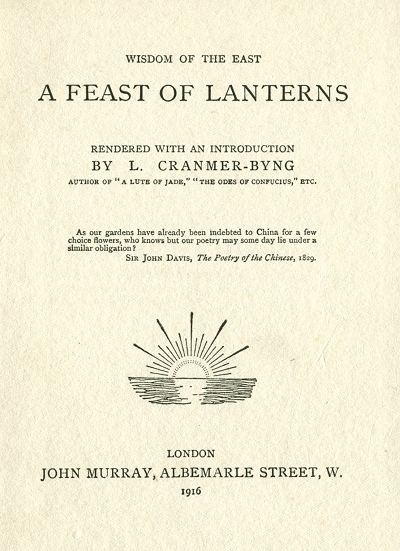 WISDOM OF THE EAST
A FEAST OF LANTERNS
RENDERED WITH AN INTRODUCTION
BY L. CRANMER-BYNG
AUTHOR OF "A LUTE OF JADE," "THE ODES OF CONFUCIUS," ETC.
As our gardens have already been indebted to China for a few
choice flowers, who knows but our poetry may some day lie under a
similar obligation?
SIR JOHN DAVIS, The Poetry of the Chinese, 1829.
LONDON
JOHN MURRAY, ALBEMARLE STREET, W.
1916